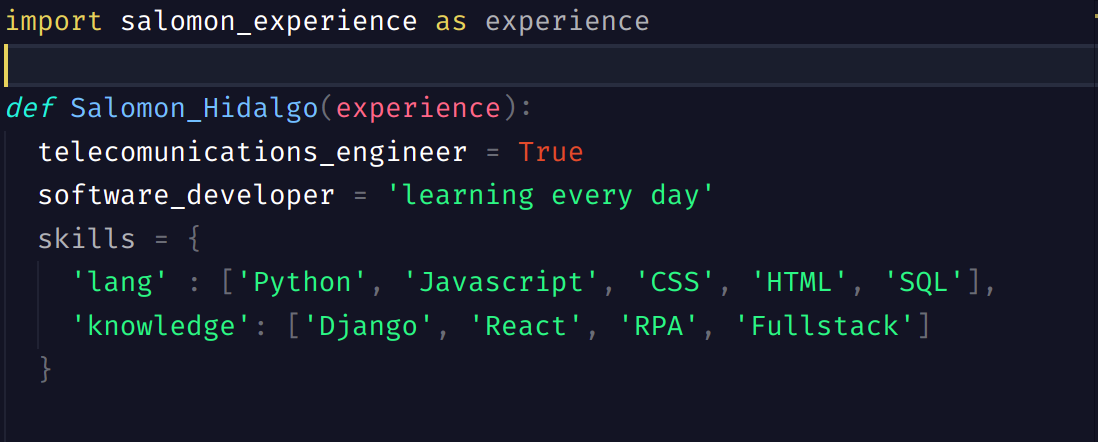 import salomon_experience as experience
def Salomon_Hidalgo(experience):
telecomunications_engineer = True
software_developer = 'learning every day'
skills = {
'lang' : ['Python', 'Javascript', 'CSS', 'HTML', 'SQL'],
'knowledge': ['Django', 'React', 'RPA', 'Fullstack']
}